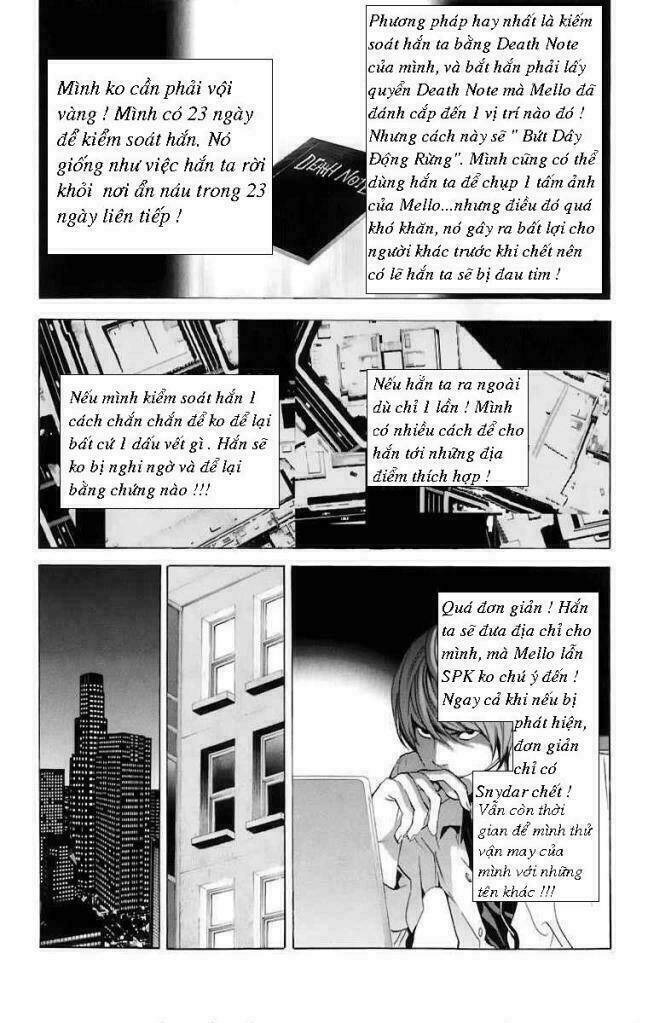 Phương pháp hay nhất là kiểm
soát hắn ta bằng Death Note
của mình, và bắt hắn phải lấy
quyển Death Note mà Mello đã
đánh cắp đến 1 vị trí nào đó !
Nhưng cách này sẽ " Bứt Dây
Động Rừng". Mình cũng có thể
dùng hắn ta để chụp 1 tấm ảnh
của Mello...nhưng điều đó quá
khó khăn, nó gây ra bất lợi cho
người khác trước khi chết nên
có lẽ hắn ta sẽ bị đau tim !
Mình ko cần phải vội
vàng ! Mình có 23 ngày
để kiểm soát hắn. Nó
giống như việc hắn ta rời
khỏi nơi ẩn náu trong 23
ngày liên tiếp !
DEATH NOTE
Nếu hắn ta ra ngoài
dù chỉ 1 lần ! Mình
có nhiều cách để cho
hắn tới những địa
điểm thích hợp !
Nếu mình kiểm soát hắn 1
cách chắn chắn để ko để lại
bất cứ 1 dấu vết gì . Hắn sẽ
ko bị nghi ngờ và để lại
bằng chứng nào !!!
Quá đơn giản ! Hắn
ta sẽ đưa địa chỉ cho
mình, mà Mello lẫn
SPK ko chú ý đến !
Ngay cả khi nếu bị
phát hiện,
đơn giản
chỉ có
Snydar chết !
Vẫn còn thời
gian để mình thử
vận may của
mình với những
tên khác !!!